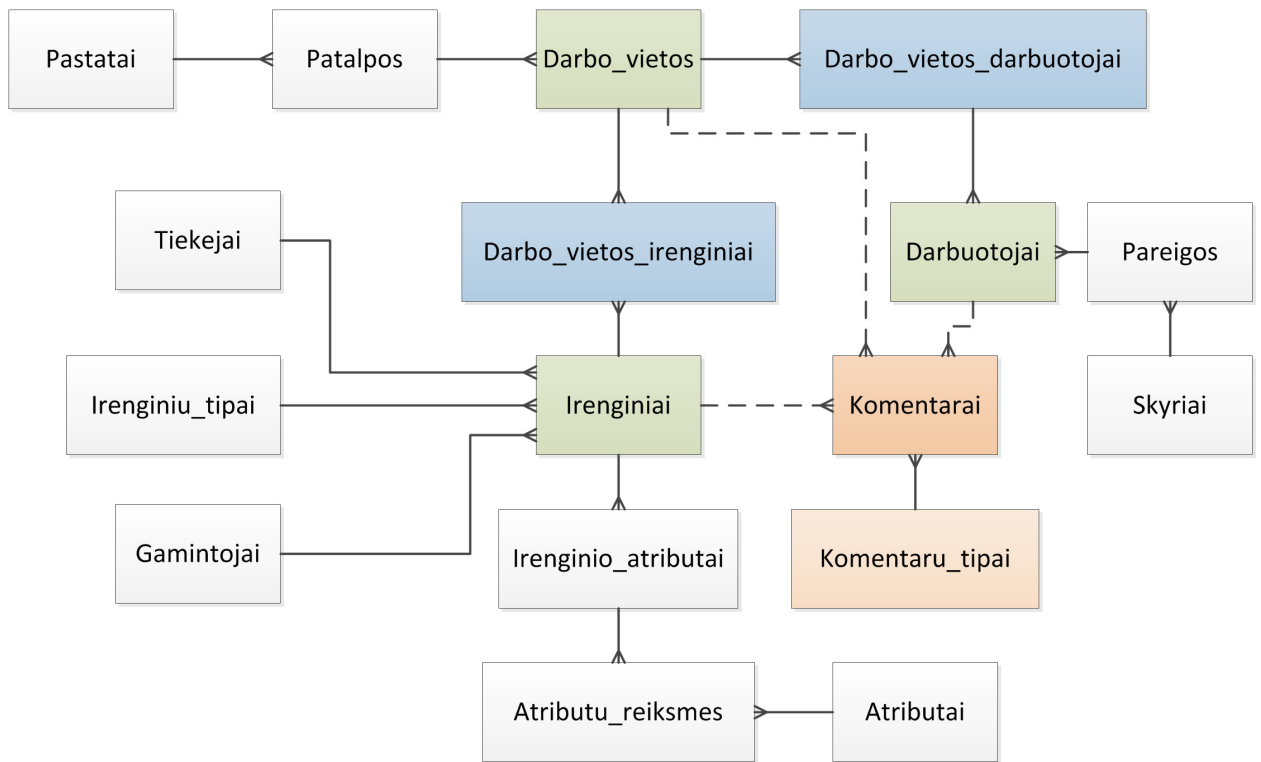 Pastatai
Patalpos
Darbo_vietos
Darbo_vietos_darbuotojai
Tiekejai
Darbo_vietos_irenginiai
Darbuotojai
Pareigos
Irenginiu_tipai
Irenginiai
Komentarai
Skyriai
Gamintojai
Irenginio_atributai
Komentaru_tipai
Atributu_reiksmes
Atributai